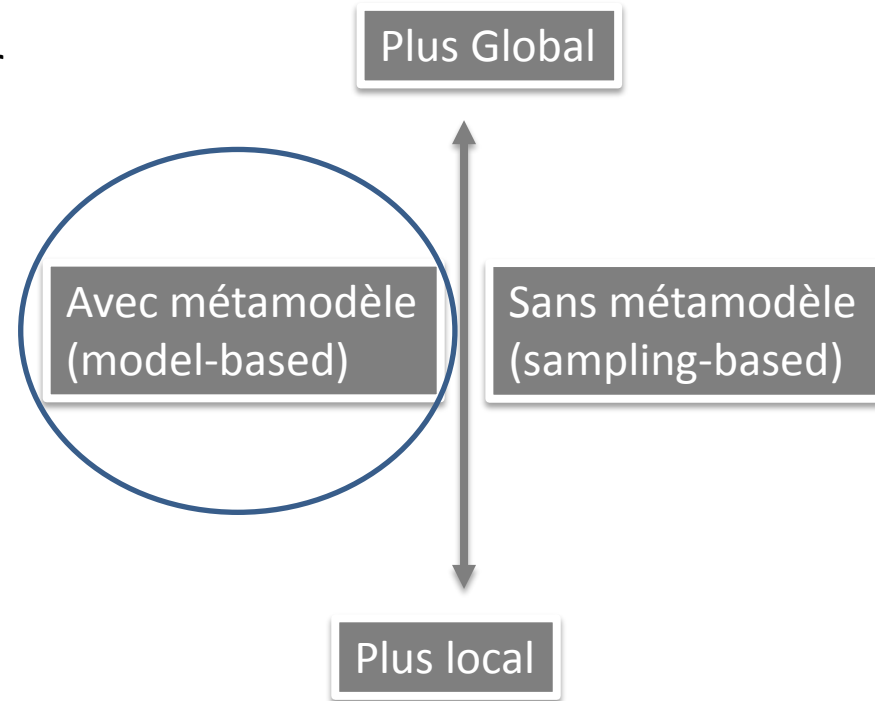 Plus Global
Avec métamodèle
(model-based)
Sans métamodèle
(sampling-based)
Plus local